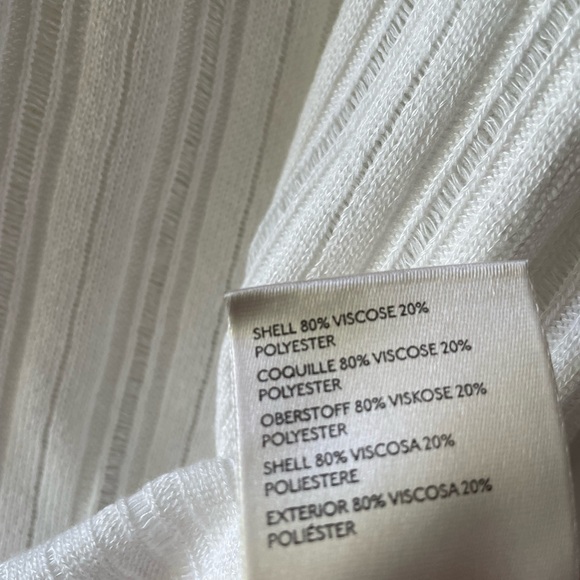 SHELL 80% VISCOSE 20%
POLYESTER
COQUILLE 80% VISCOSE 20%
POLYESTER
OBERSTOFF 80% VISKOSE 20%
POLYESTER
SHELL 80% VISCOSA 20%
POLIESTERE
EXTERIOR 80% VISCOSA 20%
POLIÉSTER